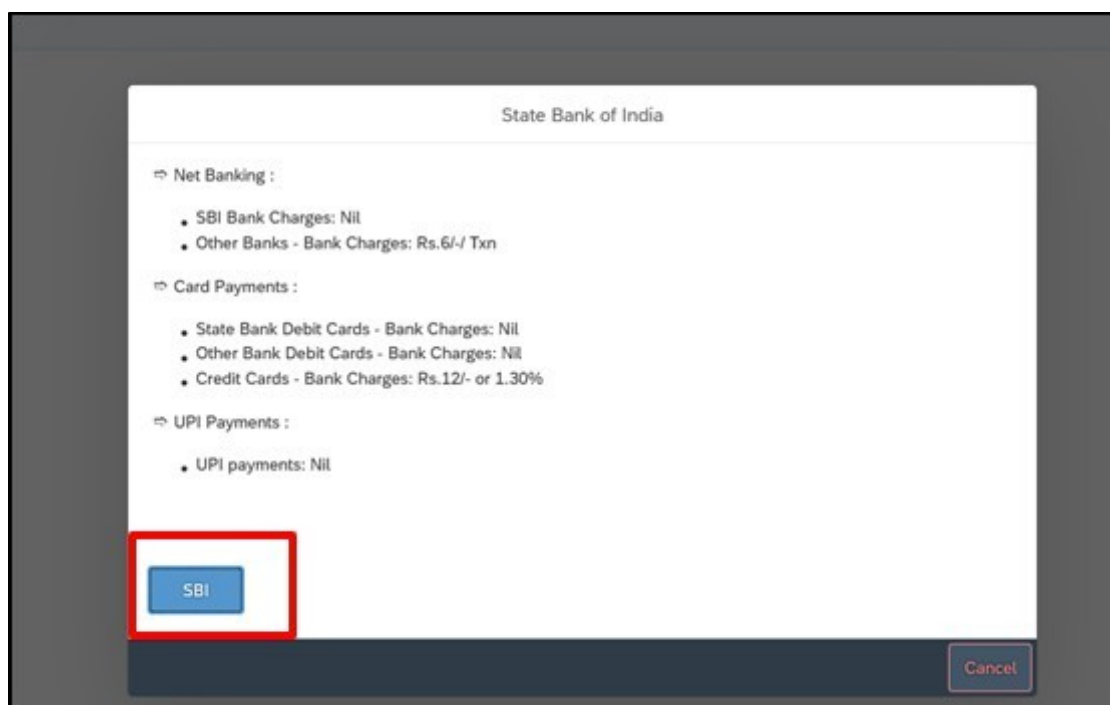 State Bank of India
⇨ Net Banking :
• SBI Bank Charges: Nil
• Other Banks - Bank Charges: Rs.6/-/ Txn
⇨ Card Payments :
• State Bank Debit Cards - Bank Charges: Nil
• Other Bank Debit Cards - Bank Charges: Nil
• Credit Cards - Bank Charges: Rs.12/- or 1.30%
⇨ UPI Payments :
• UPI payments: Nil
SBI
Cancel